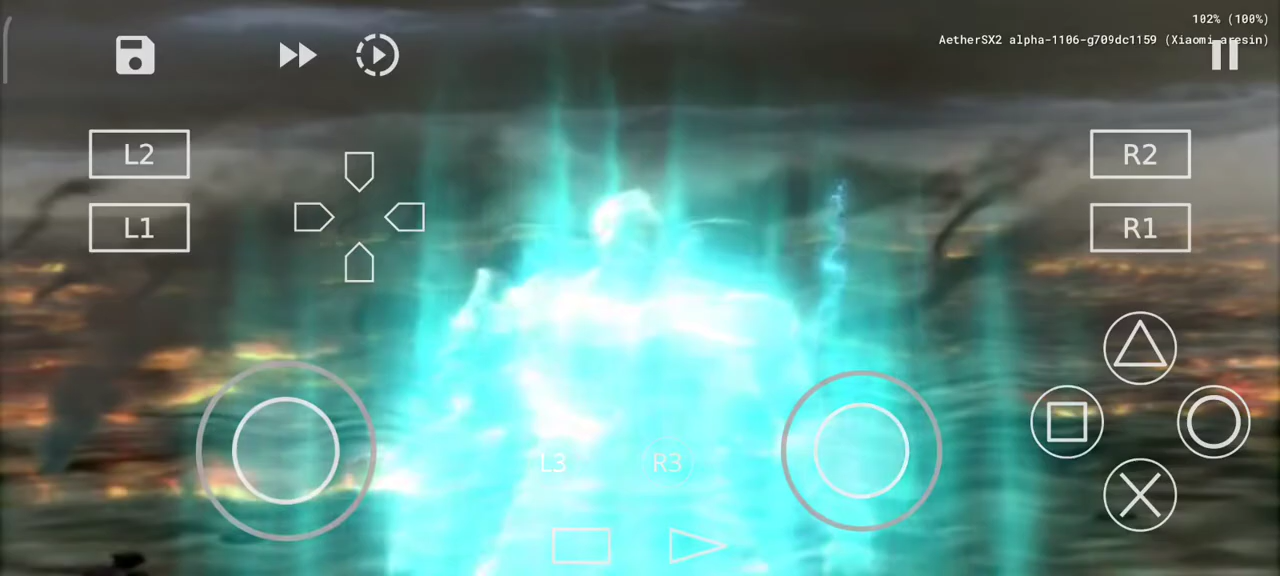 102% (100%)
AetherSX2 alpha-1106-g709dc1159 (Xiaomi aresin)
L2
R2
L1
R1
L3
R3